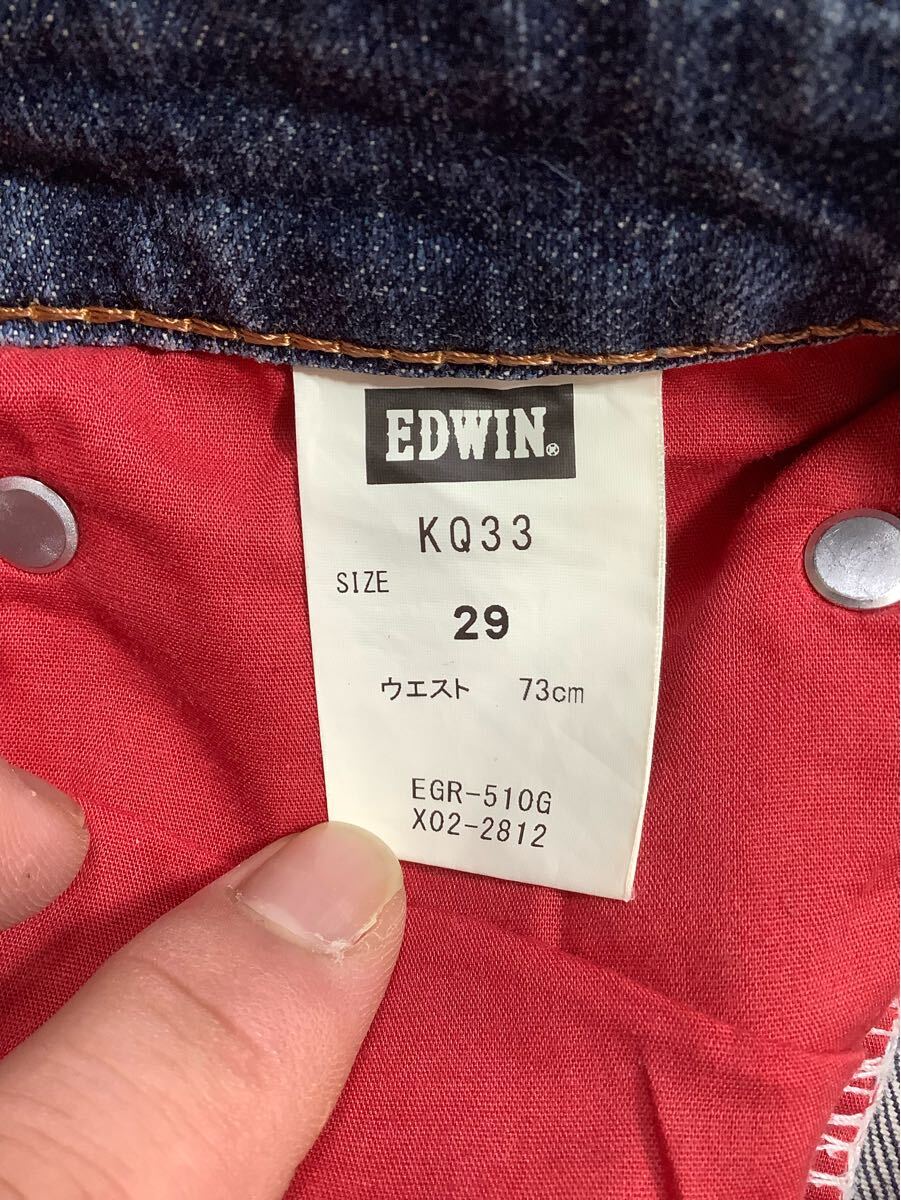 EDWIN®
KQ33
SIZE
29
ウエスト 73cm
EGR-510G
X02-2812